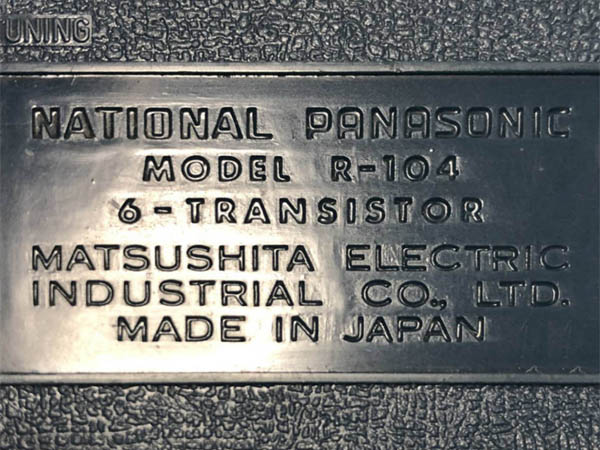 UNING
NATIONAL PANASONIC
MODEL R-104
6-TRANSISTOR
MATSUSHITA ELECTRIC
INDUSTRIAL CO., LTD.
MADE IN JAPAN